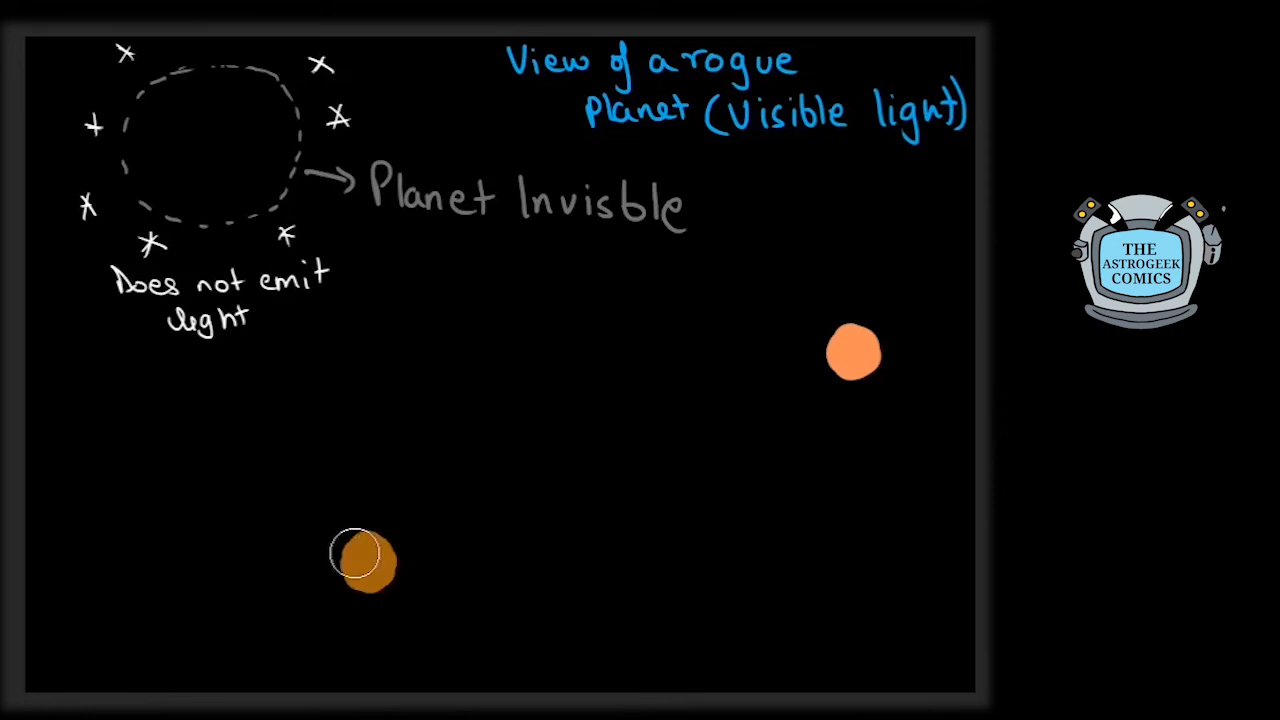 View of a rogue
Planet (Visible light)
Planet Invisble
Does not emit
light
THE
ASTROGEEK
COMICS